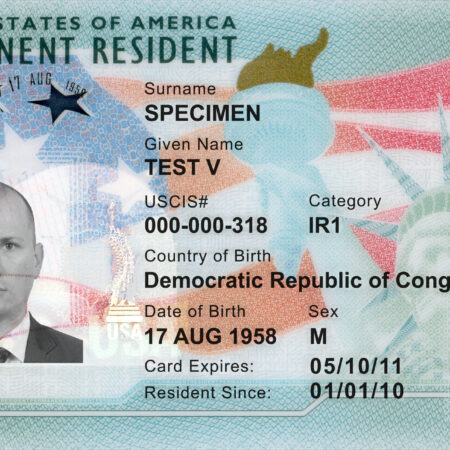 STATES OF AMERICA
NENT RESIDENT
17 AUG 1958
Surname
SPECIMEN
Given Name
TEST V
USCIS# Category
000-000-318 IR1
Country of Birth
Democratic Republic of Cong
Date of Birth Sex
17 AUG 1958 M
Card Expires: 05/10/11
Resident Since: 01/01/10
USA